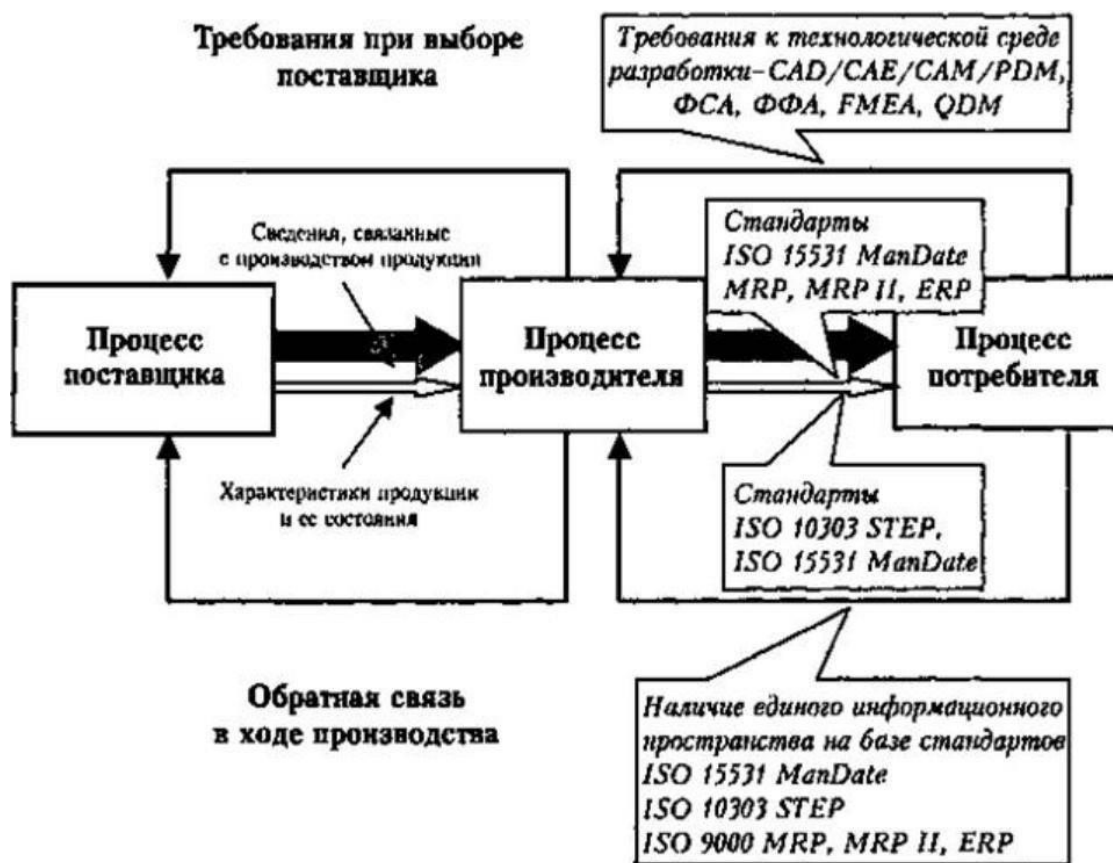 Требования при выборе
поставщика
Требования к технологической среде
разработки–CAD/CAE/CAM/PDM,
ФСА, ФФА, FMEA, QDM
Сведения, связанные
с производством продукции
Стандарты
ISO 15531 ManDate
MRP, MRP II, ERP
Процесс
поставщика
Процесс
производителя
Процесс
потребителя
Характеристики продукции
и ее состояния
Стандарты
ISO 10303 STEP,
ISO 15531 ManDate
Обратная связь
в ходе производства
Наличие единого информационного
пространства на базе стандартов
ISO 15531 ManDate
ISO 10303 STEP
ISO 9000 MRP, MRP II, ERP